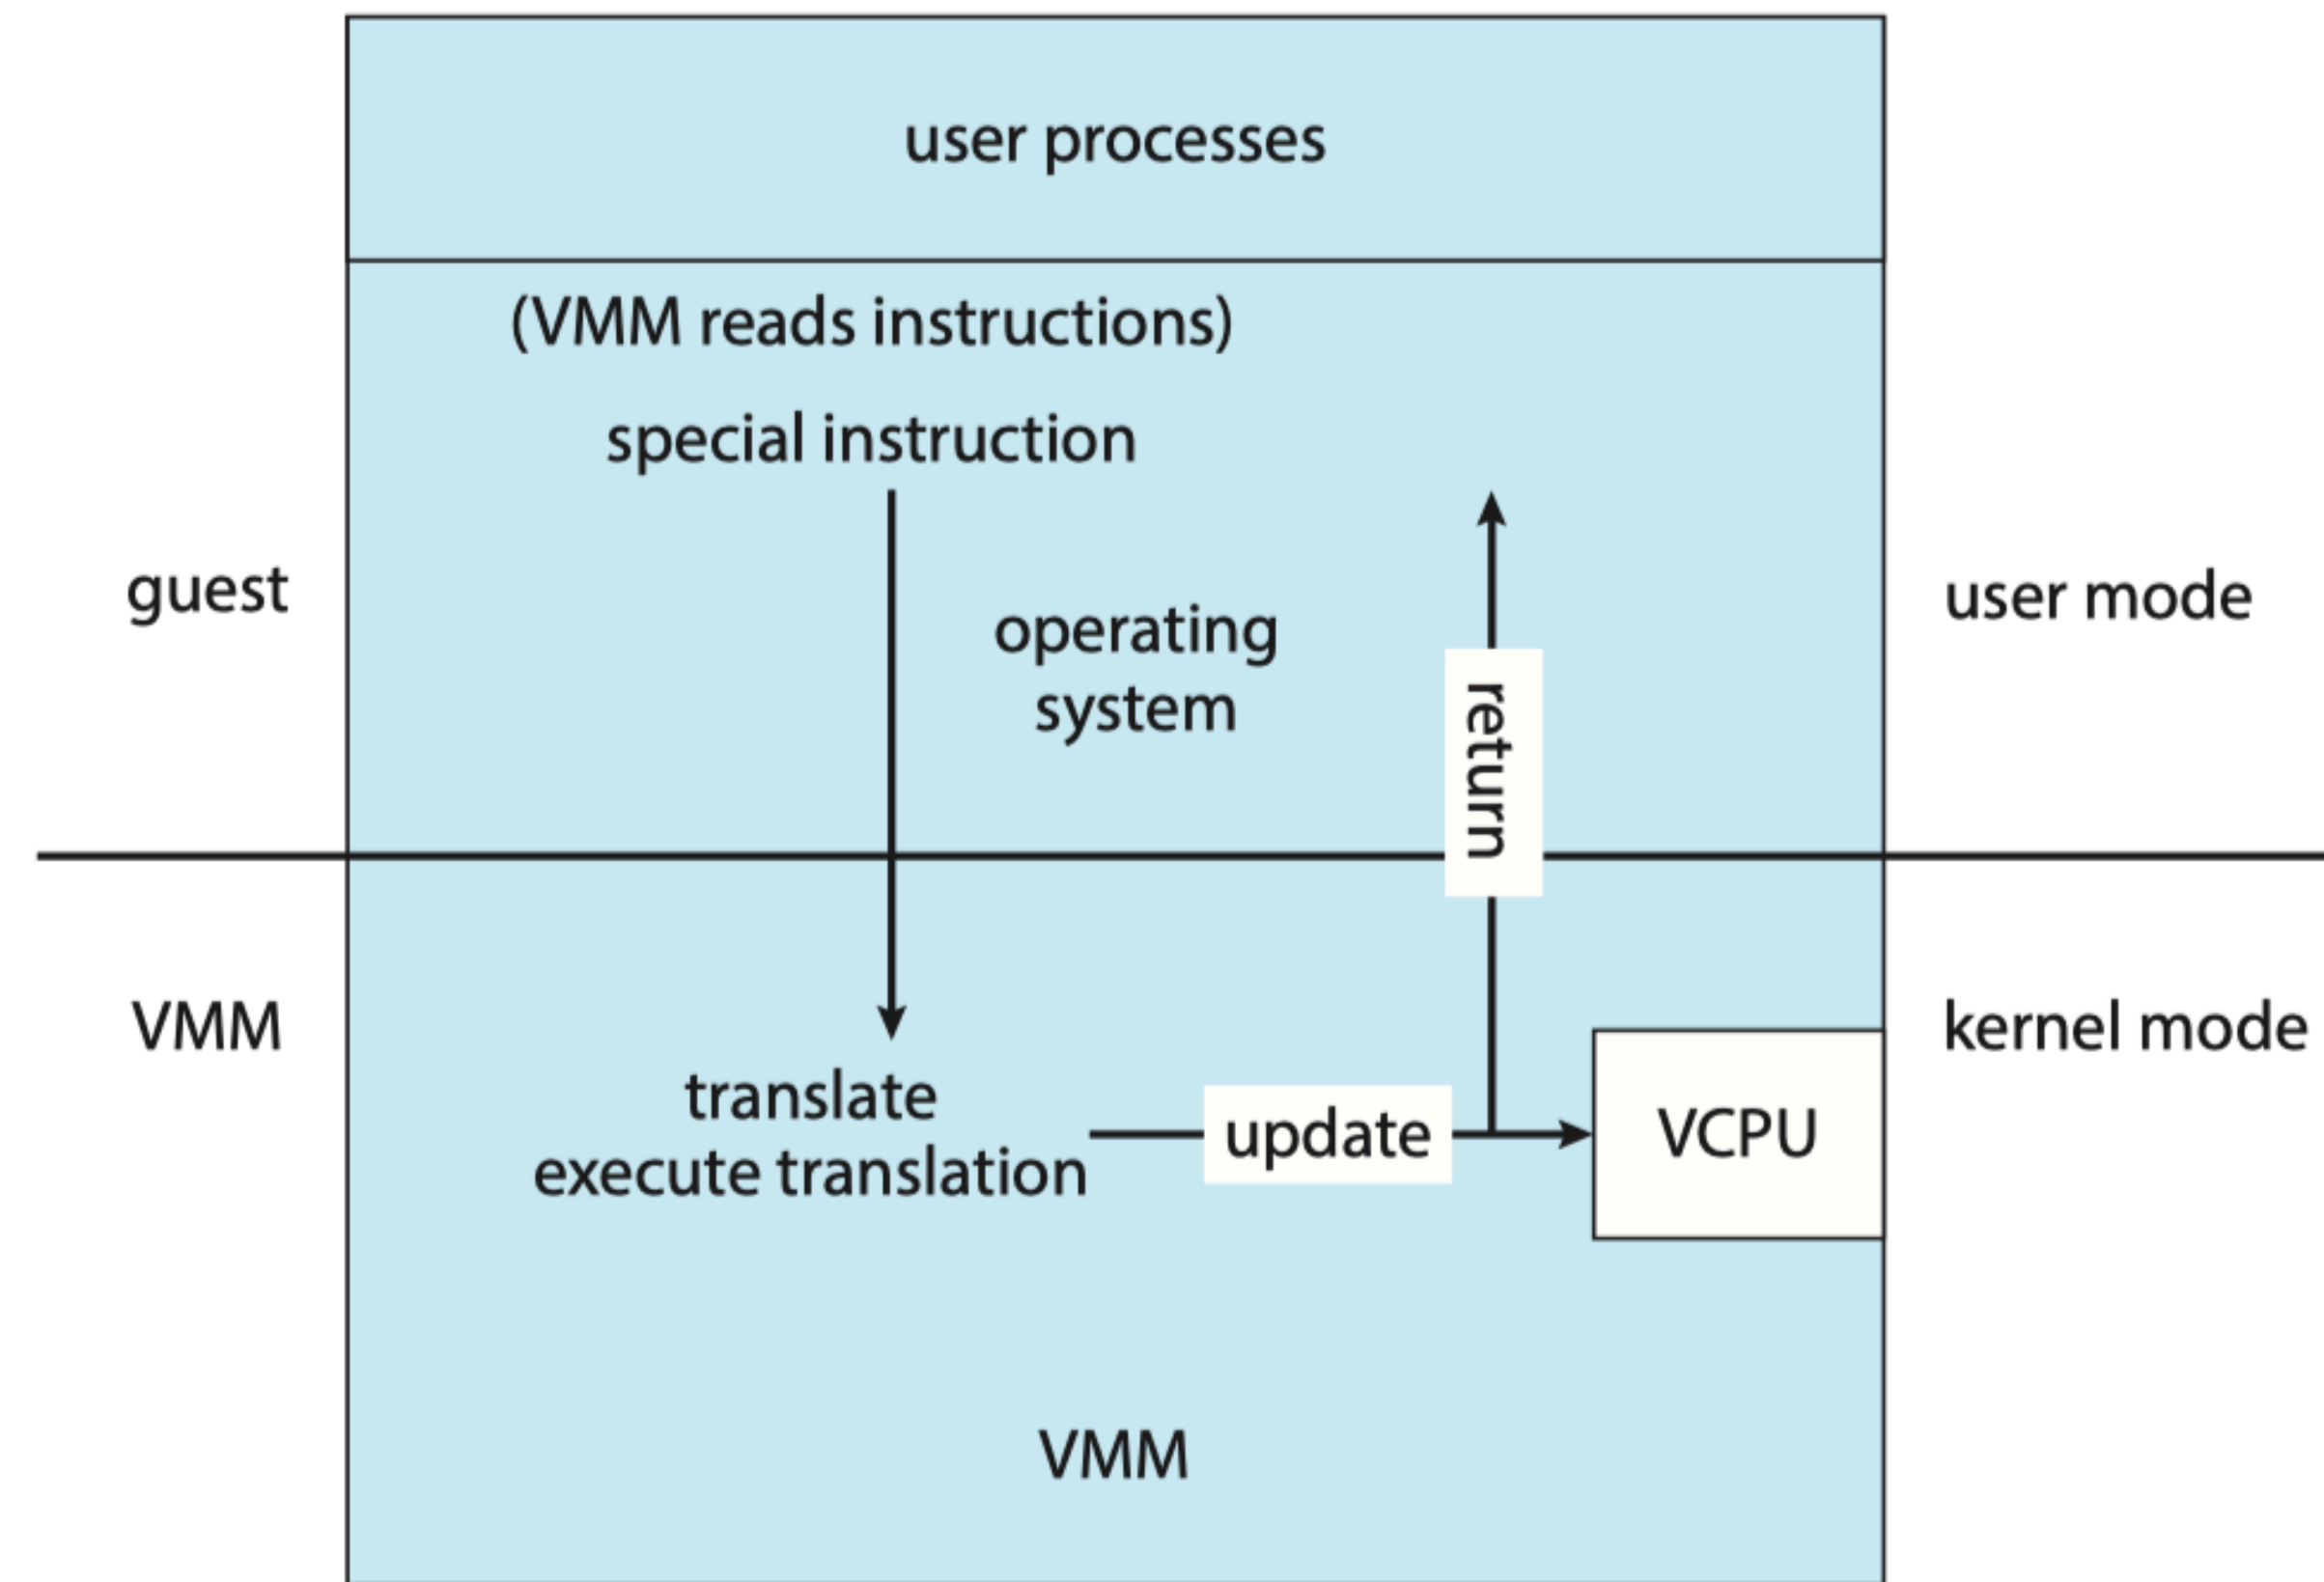 user processes
(VMM reads instructions)
special instruction
guest
operating
system
return
user mode
VMM
kernel mode
translate
execute translation
update
VCPU
VMM